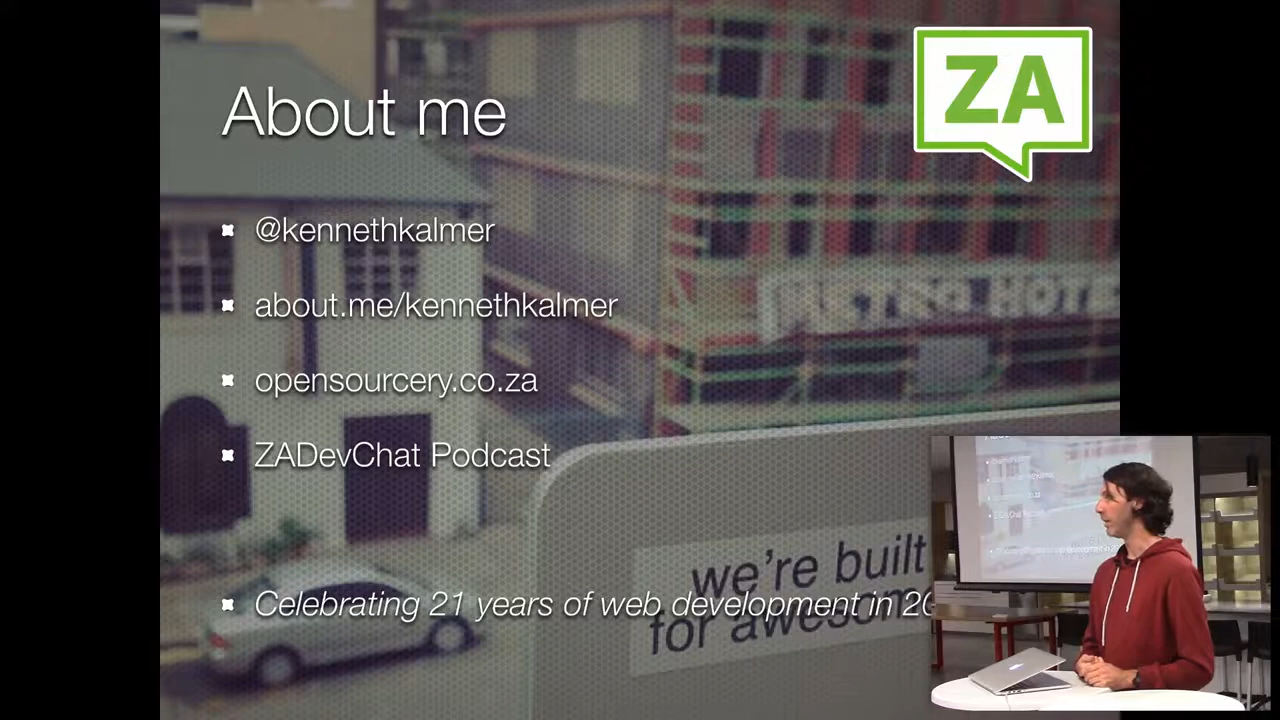 About me
ZA
@kennethkalmer
about.me/kennethkalmer
opensourcery.co.za
ZADevChat Podcast
Celebrating 21 years of web development in 20
we're built
for awesom